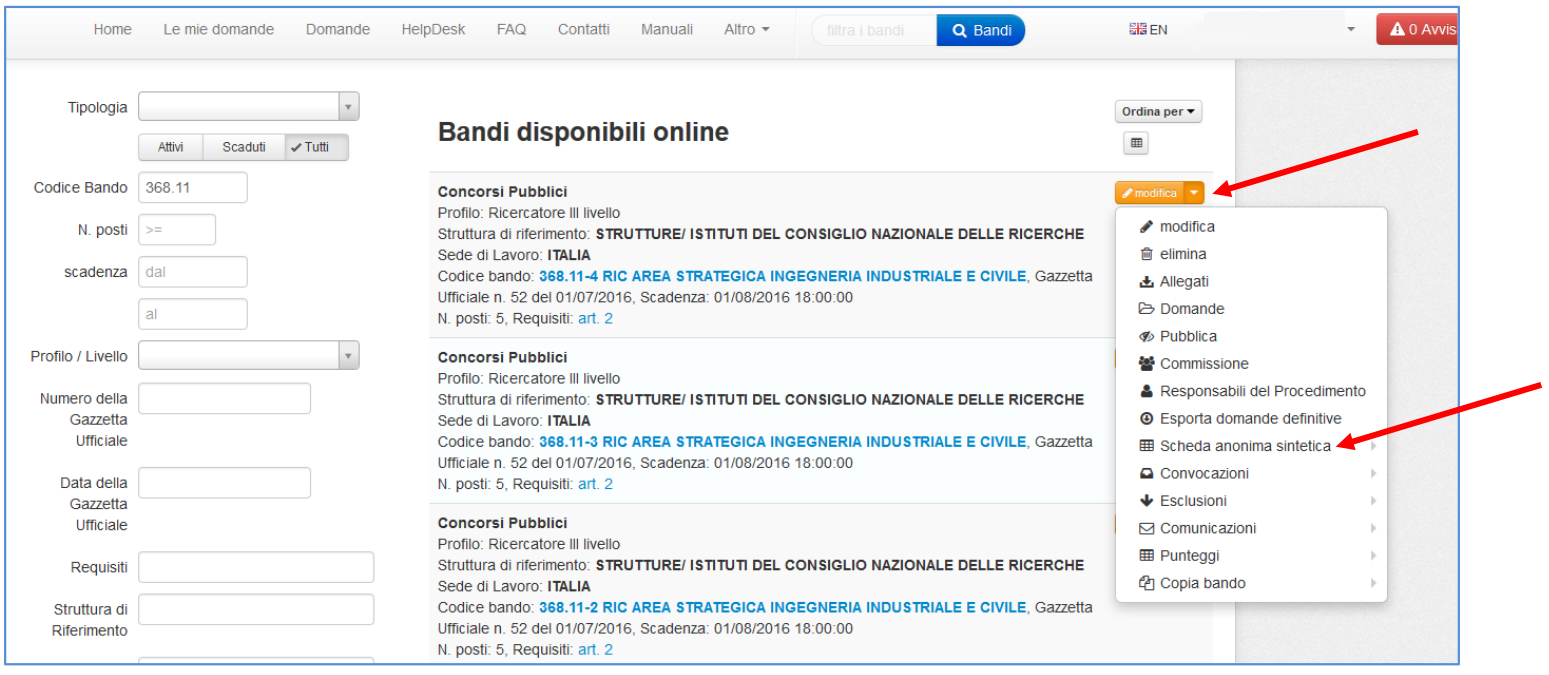 Home Le mie domande Domande HelpDesk FAQ Contatti Manuali Altro filtra i bandi Bandi EN 0 Avvis
Tipologia
Attivi Scaduti Tutti
Codice Bando 368.11
N. posti >=
scadenza dal
al
Profilo / Livello
Numero della
Gazzetta
Ufficiale
Data della
Gazzetta
Ufficiale
Requisiti
Struttura di
Riferimento
Bandi disponibili online
Ordina per
Concorsi Pubblici
Profilo: Ricercatore III livello
Struttura di riferimento: STRUTTURE/ ISTITUTI DEL CONSIGLIO NAZIONALE DELLE RICERCHE
Sede di Lavoro: ITALIA
Codice bando: 368.11-4 RIC AREA STRATEGICA INGEGNERIA INDUSTRIALE E CIVILE, Gazzetta
Ufficiale n. 52 del 01/07/2016, Scadenza: 01/08/2016 18:00:00
N. posti: 5, Requisiti: art. 2
Concorsi Pubblici
Profilo: Ricercatore III livello
Struttura di riferimento: STRUTTURE/ ISTITUTI DEL CONSIGLIO NAZIONALE DELLE RICERCHE
Sede di Lavoro: ITALIA
Codice bando: 368.11-3 RIC AREA STRATEGICA INGEGNERIA INDUSTRIALE E CIVILE, Gazzetta
Ufficiale n. 52 del 01/07/2016, Scadenza: 01/08/2016 18:00:00
N. posti: 5, Requisiti: art. 2
Concorsi Pubblici
Profilo: Ricercatore III livello
Struttura di riferimento: STRUTTURE/ ISTITUTI DEL CONSIGLIO NAZIONALE DELLE RICERCHE
Sede di Lavoro: ITALIA
Codice bando: 368.11-2 RIC AREA STRATEGICA INGEGNERIA INDUSTRIALE E CIVILE, Gazzetta
Ufficiale n. 52 del 01/07/2016, Scadenza: 01/08/2016 18:00:00
N. posti: 5, Requisiti: art. 2
modifica
modifica
elimina
Allegati
Domande
Pubblica
Commissione
Responsabili del Procedimento
Esporta domande definitive
Scheda anonima sintetica
Convocazioni
Esclusioni
Comunicazioni
Punteggi
Copia bando